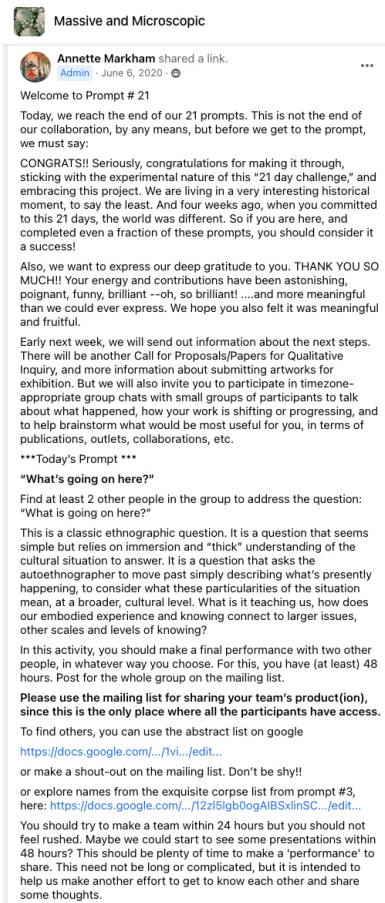 Massive and Microscopic
Annette Markham shared a link.
Admin · June 6, 2020 ·
Welcome to Prompt # 21
Today, we reach the end of our 21 prompts. This is not the end of
our collaboration, by any means, but before we get to the prompt,
we must say:
CONGRATS!! Seriously, congratulations for making it through,
sticking with the experimental nature of this “21 day challenge,” and
embracing this project. We are living in a very interesting historical
moment, to say the least. And four weeks ago, when you committed
to this 21 days, the world was different. So if you are here, and
completed even a fraction of these prompts, you should consider it
a success!
Also, we want to express our deep gratitude to you. THANK YOU SO
MUCH!! Your energy and contributions have been astonishing,
poignant, funny, brilliant --oh, so brilliant! ....and more meaningful
than we could ever express. We hope you also felt it was meaningful
and fruitful.
Early next week, we will send out information about the next steps.
There will be another Call for Proposals/Papers for Qualitative
Inquiry, and more information about submitting artworks for
exhibition. But we will also invite you to participate in timezone-
appropriate group chats with small groups of participants to talk
about what happened, how your work is shifting or progressing, and
to help brainstorm what would be most useful for you, in terms of
publications, outlets, collaborations, etc.
***Today’s Prompt ***
“What’s going on here?”
Find at least 2 other people in the group to address the question:
“What is going on here?”
This is a classic ethnographic question. It is a question that seems
simple but relies on immersion and “thick” understanding of the
cultural situation to answer. It is a question that asks the
autoethnographer to move past simply describing what’s presently
happening, to consider what these particularities of the situation
mean, at a broader, cultural level. What is it teaching us, how does
our embodied experience and knowing connect to larger issues,
other scales and levels of knowing?
In this activity, you should make a final performance with two other
people, in whatever way you choose. For this, you have (at least) 48
hours. Post for the whole group on the mailing list.
Please use the mailing list for sharing your team’s product(ion),
since this is the only place where all the participants have access.
To find others, you can use the abstract list on google
https://docs.google.com/.../1vi.../edit...
or make a shout-out on the mailing list. Don’t be shy!!
or explore names from the exquisite corpse list from prompt #3,
here: https://docs.google.com/.../12zI5Igb0ogAIBSxIinSC.../edit...
You should try to make a team within 24 hours but you should not
feel rushed. Maybe we could start to see some presentations within
48 hours? This should be plenty of time to make a ‘performance’ to
share. This need not be long or complicated, but it is intended to
help us make another effort to get to know each other and share
some thoughts.